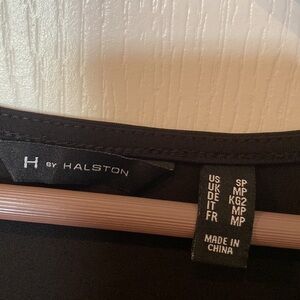 H BY HALSTON
US SP
UK MP
DE KG2
IT MP
FR MP
MADE IN
CHINA